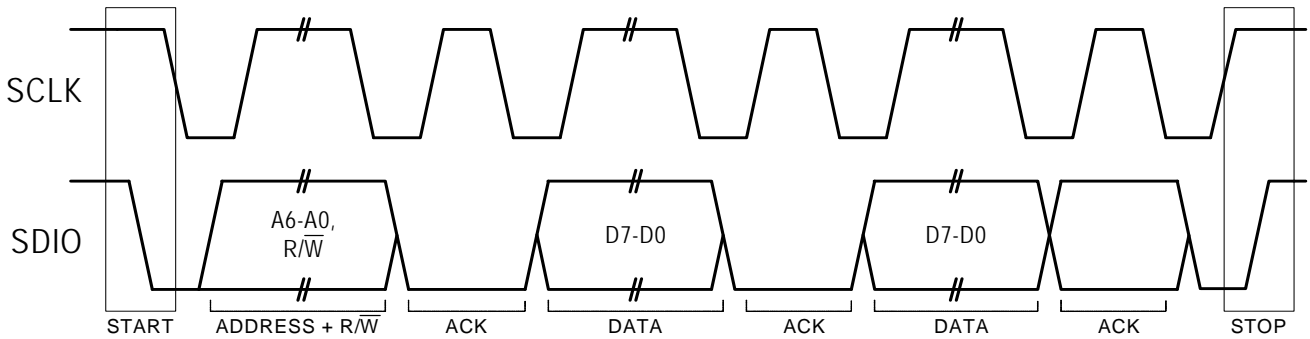 SCLK
SDIO
A6-A0,
R/W̅
D7-D0
D7-D0
START
ADDRESS + R/W̅
ACK
DATA
ACK
DATA
ACK
STOP